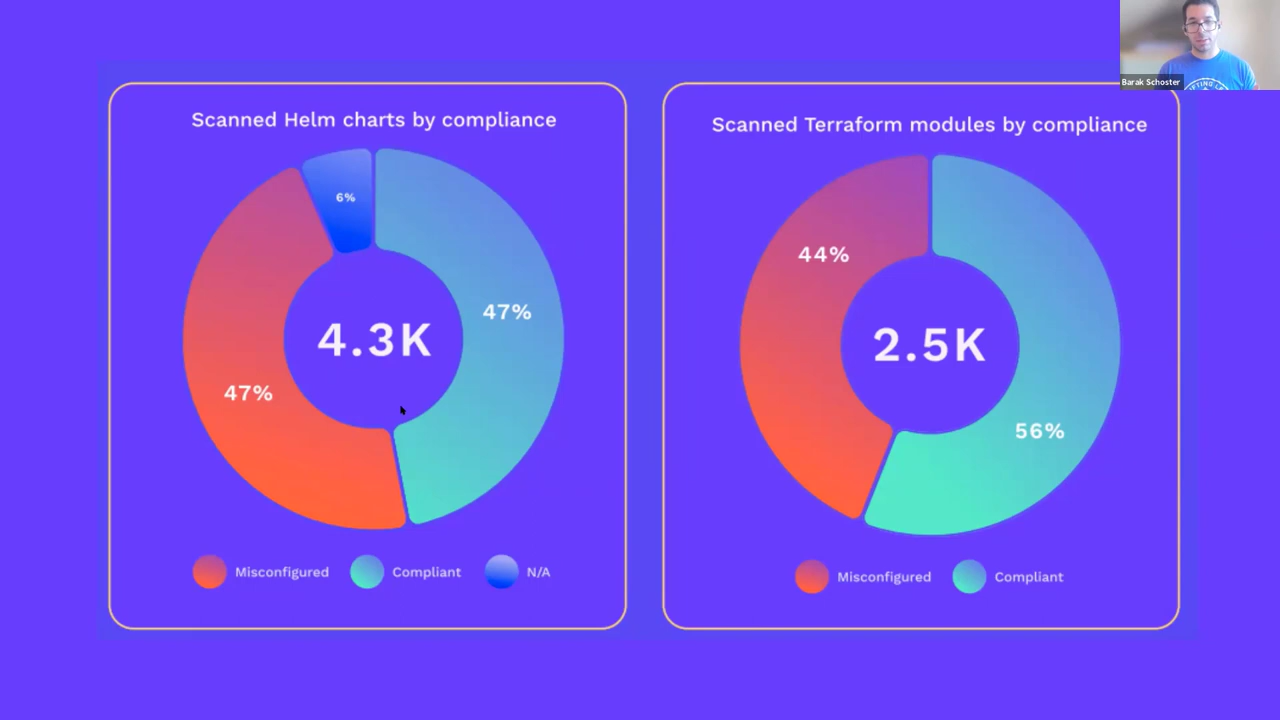 Barak Schoster
Scanned Helm charts by compliance
6%
47%
4.3K
47%
Misconfigured
Compliant
N/A
Scanned Terraform modules by compliance
44%
2.5K
56%
Misconfigured
Compliant